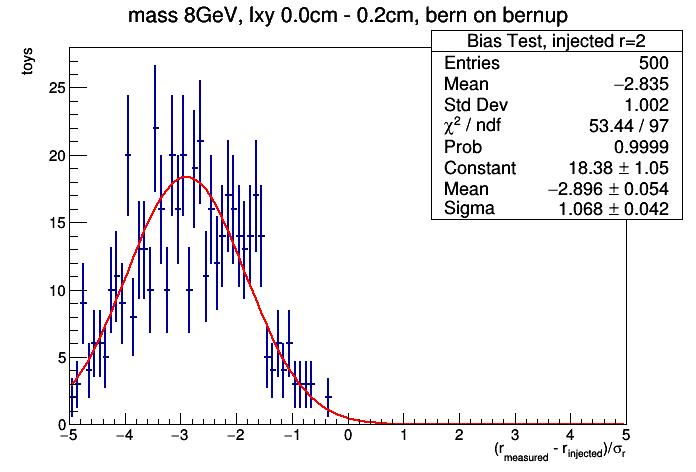 mass 8GeV, lxy 0.0cm - 0.2cm, bern on bernup
Bias Test, injected r=2
Entries 500
Mean −2.835
Std Dev 1.002
χ² / ndf 53.44 / 97
Prob 0.9999
Constant 18.38 ± 1.05
Mean −2.896 ± 0.054
Sigma 1.068 ± 0.042
toys
25
20
15
10
5
0
−5 −4 −3 −2 −1 0 1 2 3 4 5
(r_measured - r_injected)/σ_r